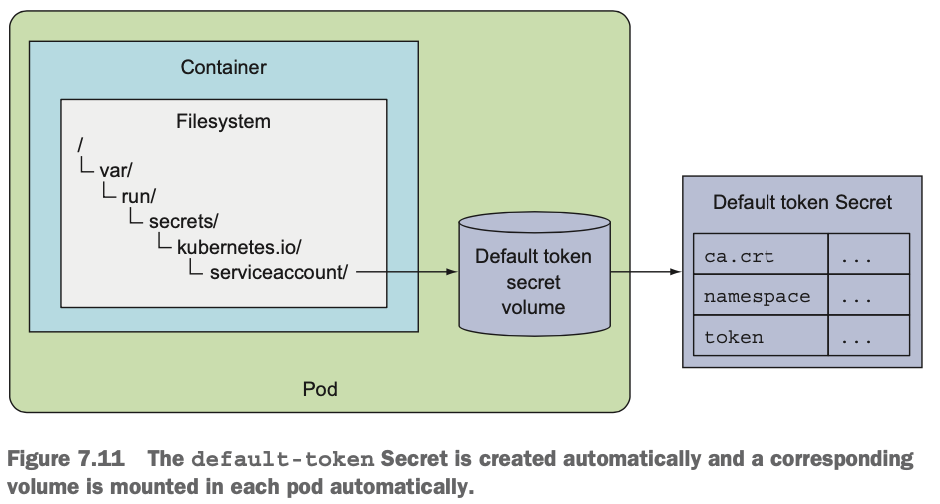 Container
Filesystem
/
var/
run/
secrets/
kubernetes.io/
serviceaccount/
Default token
secret
volume
Pod
Default token Secret
ca.crt ...
namespace ...
token ...
Figure 7.11 The default-token Secret is created automatically and a corresponding
volume is mounted in each pod automatically.